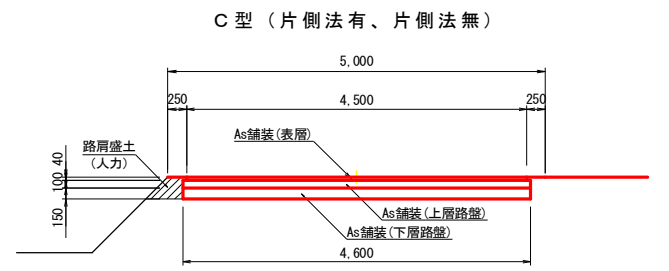 C型（片側法有、片側法無）
5,000
250
4,500
250
As舗装(表層)
路肩盛土
(人力)
40
100
150
As舗装(上層路盤)
As舗装(下層路盤)
4,600